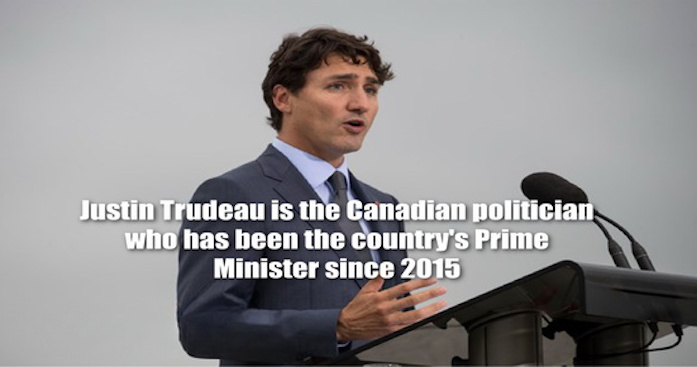 Justin Trudeau is the Canadian politician
who has been the country's Prime
Minister since 2015